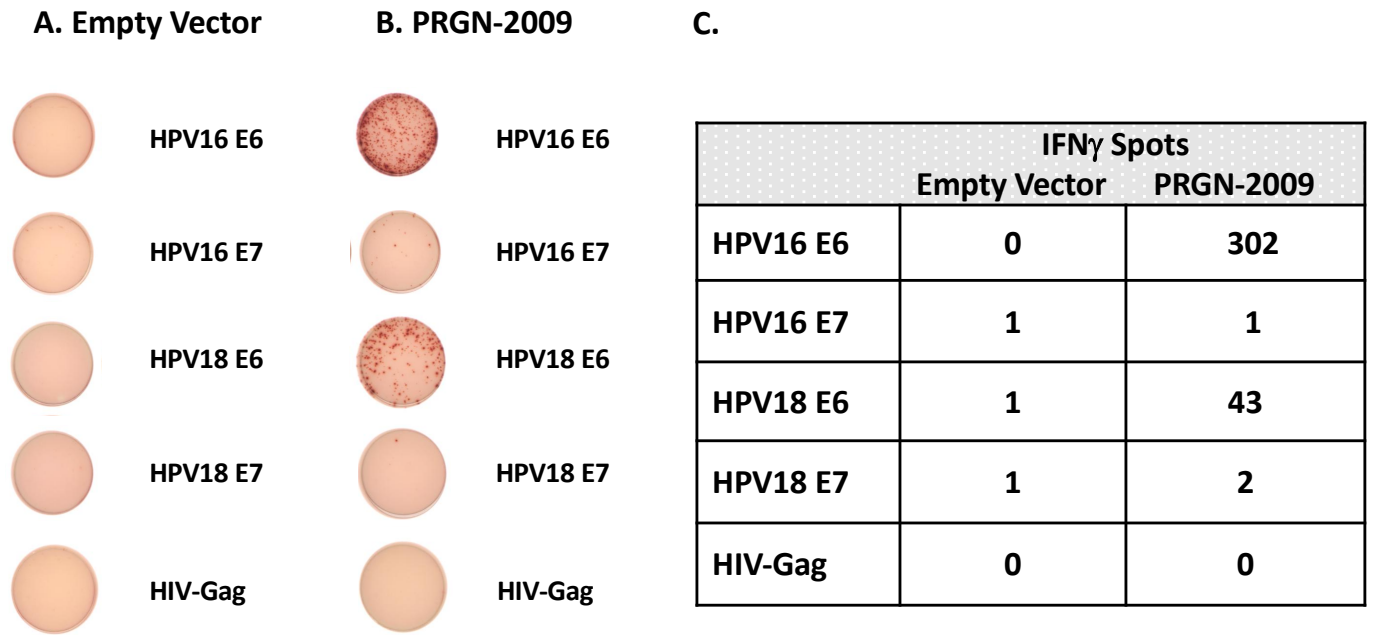 A. Empty Vector
HPV16 E6
HPV16 E7
HPV18 E6
HPV18 E7
HIV-Gag
B. PRGN-2009
HPV16 E6
HPV16 E7
HPV18 E6
HPV18 E7
HIV-Gag
C.
IFNγ Spots
Empty Vector PRGN-2009
HPV16 E6 0 302
HPV16 E7 1 1
HPV18 E6 1 43
HPV18 E7 1 2
HIV-Gag 0 0